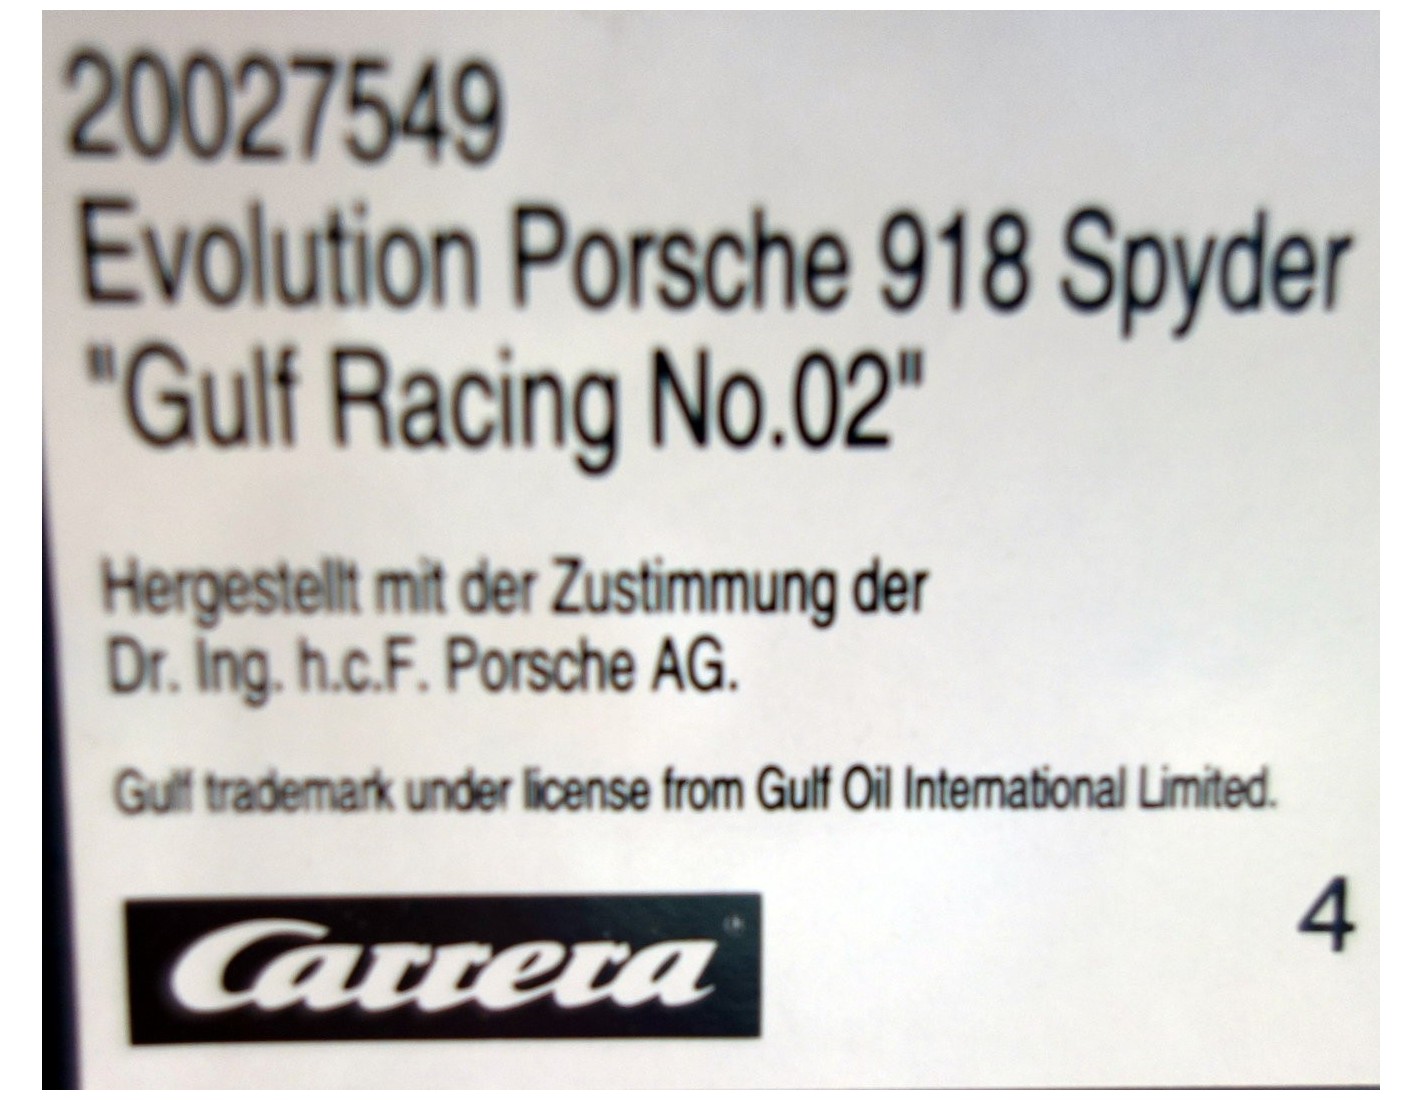 20027549
Evolution Porsche 918 Spyder
"Gulf Racing No.02"
Hergestellt mit der Zustimmung der
Dr. Ing. h.c.F. Porsche AG.
Gulf trademark under license from Gulf Oil International Limited.
4
Carrera